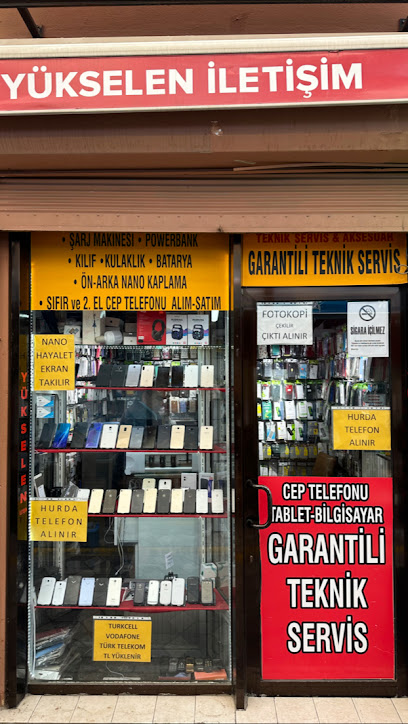 YÜKSELEN İLETİŞİM
• ŞARJ MAKİNESİ • POWERBANK
• KILIF • KULAKLIK • BATARYA
• ÖN-ARKA NANO KAPLAMA
• SIFIR ve 2. EL CEP TELEFONU ALIM-SATIM
TEKNİK SERVİS & AKSESUAR
GARANTİLİ TEKNİK SERVİS
NANO
HAYALET
EKRAN
TAKILIR
YÜKSELEN
HURDA
TELEFON
ALINIR
TURKCELL
VODAFONE
TÜRK TELEKOM
TL YÜKLENİR
FOTOKOPİ
ÇEKİLİR
ÇIKTI ALINIR
SİGARA İÇİLMEZ
HURDA
TELEFON
ALINIR
CEP TELEFONU
TABLET-BİLGİSAYAR
GARANTİLİ
TEKNİK
SERVİS